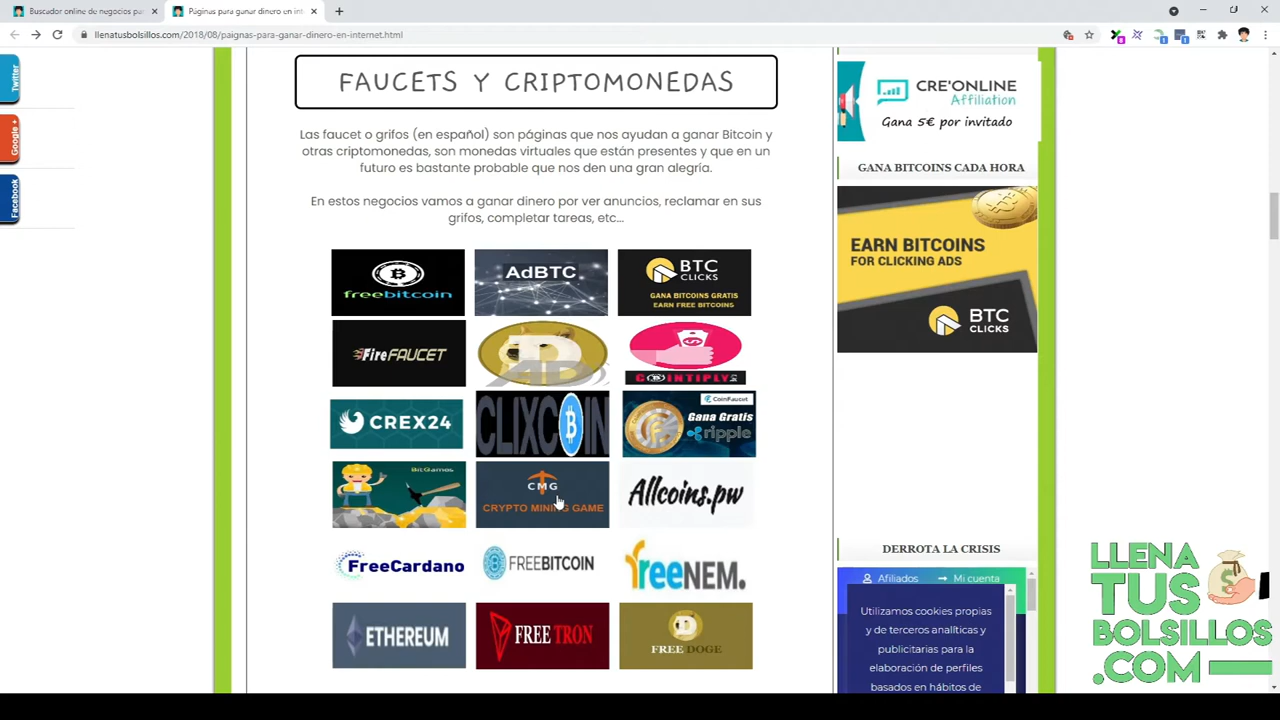 Buscador online de negocios pa
Páginas para ganar dinero en int
llenatusbolsillos.com/2018/08/paignas-para-ganar-dinero-en-internet.html
Twitter
Google +
Facebook
FAUCETS Y CRIPTOMONEDAS
Las faucet o grifos (en español) son páginas que nos ayudan a ganar Bitcoin y
otras criptomonedas, son monedas virtuales que están presentes y que en un
futuro es bastante probable que nos den una gran alegría.
En estos negocios vamos a ganar dinero por ver anuncios, reclamar en sus
grifos, completar tareas, etc...
freebitcoin
AdBTC
BTC
CLICKS
GANA BITCOINS GRATIS
EARN FREE BITCOINS
FireFAUCET
AD
COINTIPLY
CREX24
CLIXCOIN
CoinFaucet
Gana Gratis
ripple
BitGames
CMG
CRYPTO MINING GAME
Allcoins.pw
FreeCardano
FREEBITCOIN
freeNEM.
ETHEREUM
FREE TRON
FREE DOGE
CRE'ONLINE
Affiliation
Gana 5€ por invitado
GANA BITCOINS CADA HORA
EARN BITCOINS
FOR CLICKING ADS
BTC
CLICKS
DERROTA LA CRISIS
Afiliados
Mi cuenta
Utilizamos cookies propias
y de terceros analíticas y
publicitarias para la
elaboración de perfiles
basados en hábitos de
LLENA
TUS
BOLSILLOS
.COM